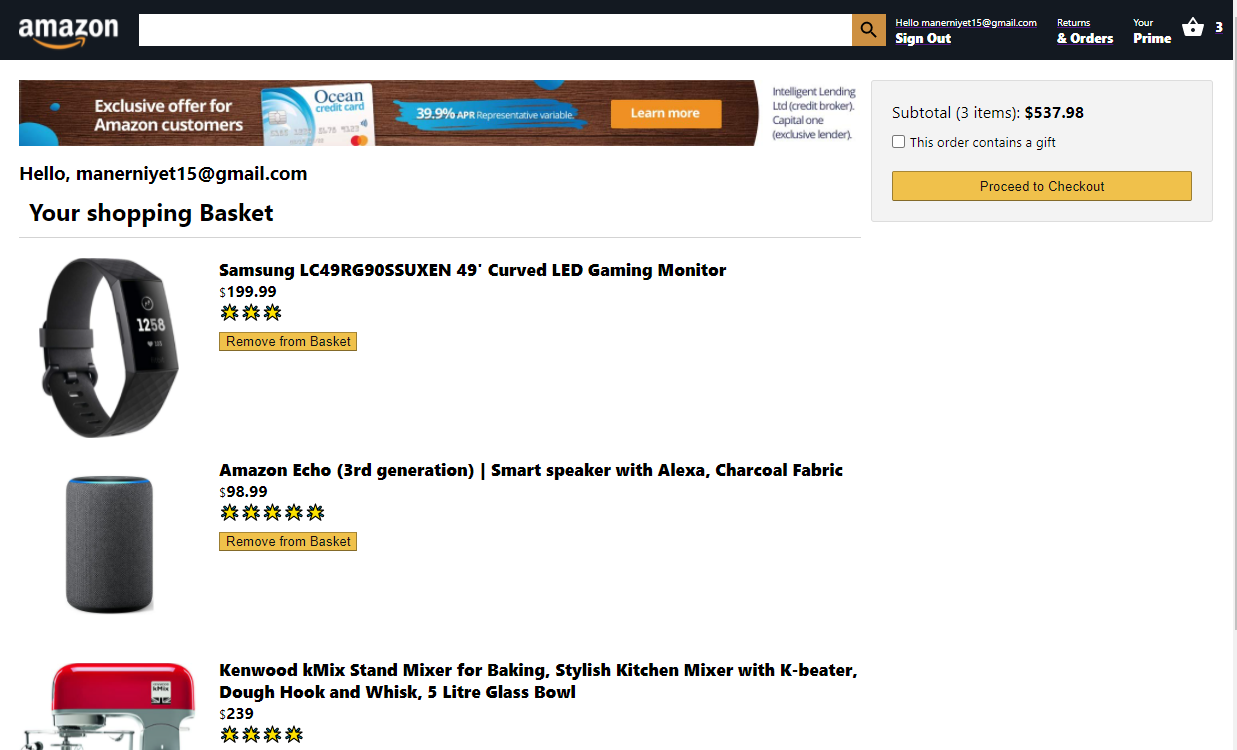 amazon
Hello manerniyet15@gmail.com
Sign Out
Returns
& Orders
Your
Prime
3
Exclusive offer for
Amazon customers
Ocean
credit card
39.9% APR Representative variable.
Learn more
Intelligent Lending
Ltd (credit broker).
Capital one
(exclusive lender).
Subtotal (3 items): $537.98
This order contains a gift
Proceed to Checkout
Hello, manerniyet15@gmail.com
Your shopping Basket
Samsung LC49RG90SSUXEN 49' Curved LED Gaming Monitor
$199.99
Remove from Basket
1258
Amazon Echo (3rd generation) | Smart speaker with Alexa, Charcoal Fabric
$98.99
Remove from Basket
Kenwood kMix Stand Mixer for Baking, Stylish Kitchen Mixer with K-beater,
Dough Hook and Whisk, 5 Litre Glass Bowl
$239
kMix